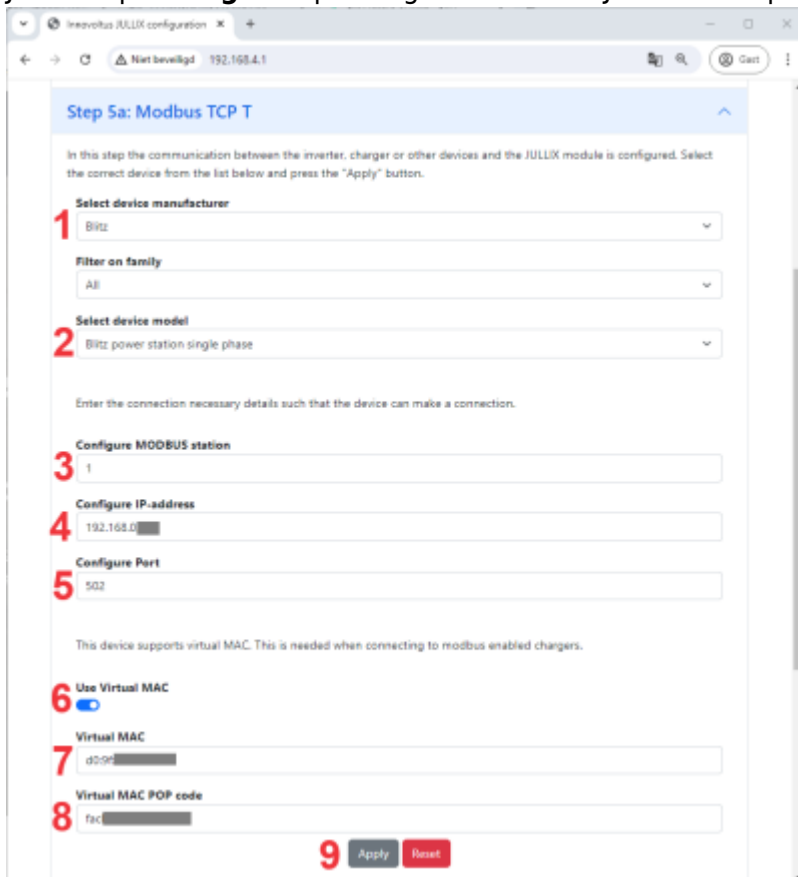 Innovoltus JULLIX configuration
Niet beveiligd 192.168.4.1 Gast
Step 5a: Modbus TCP T
In this step the communication between the inverter, charger or other devices and the JULLIX module is configured. Select
the correct device from the list below and press the "Apply" button.
Select device manufacturer
1
Blitz
Filter on family
All
Select device model
2
Blitz power station single phase
Enter the connection necessary details such that the device can make a connection.
Configure MODBUS station
3
1
Configure IP-address
4
192.168.0
Configure Port
5
502
This device supports virtual MAC. This is needed when connecting to modbus enabled chargers.
Use Virtual MAC
6
Virtual MAC
7
d0:96
Virtual MAC POP code
8
fac
9 Apply Reset